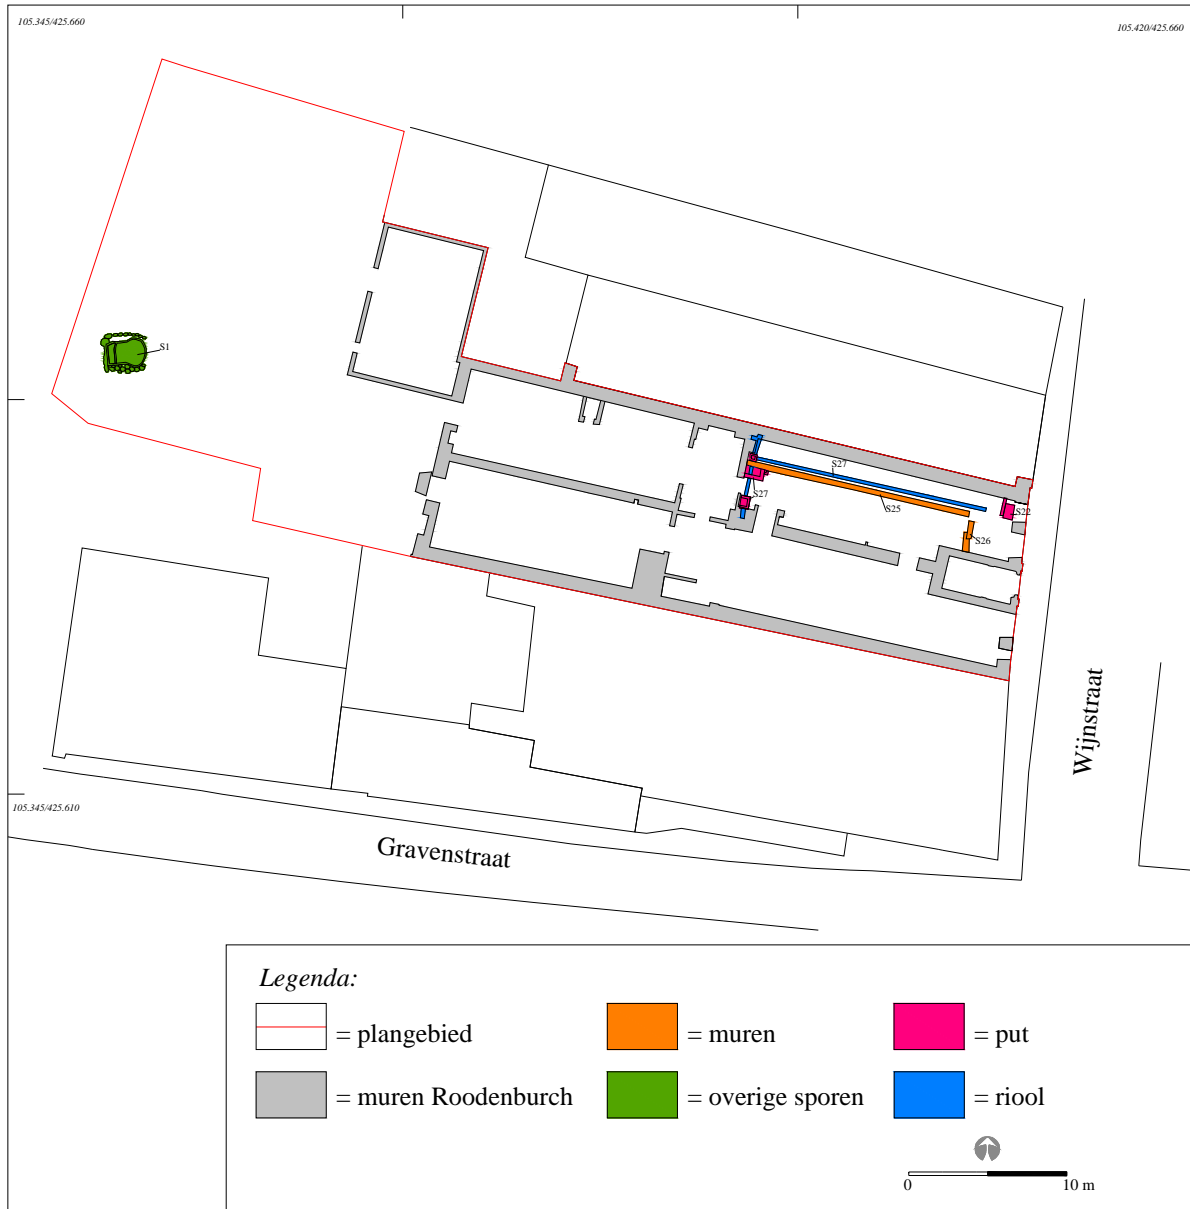 105.345/425.660
105.420/425.660
S1
S27
S25
S27
S22
S26
Wijnstraat
105.345/425.610
Gravenstraat
Legenda:
= plangebied
= muren
= put
= muren Roodenburch
= overige sporen
= riool
0
10 m